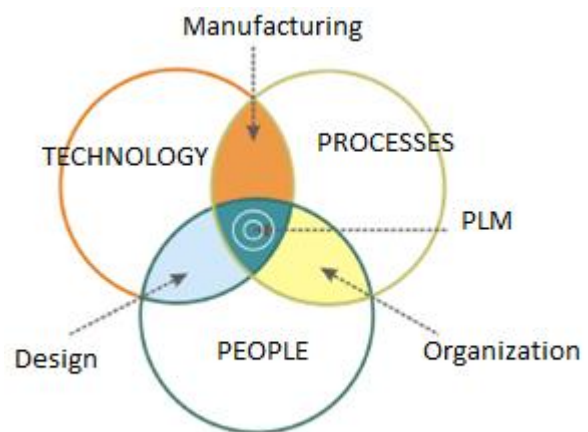 Manufacturing
TECHNOLOGY
PROCESSES
PLM
Design
PEOPLE
Organization